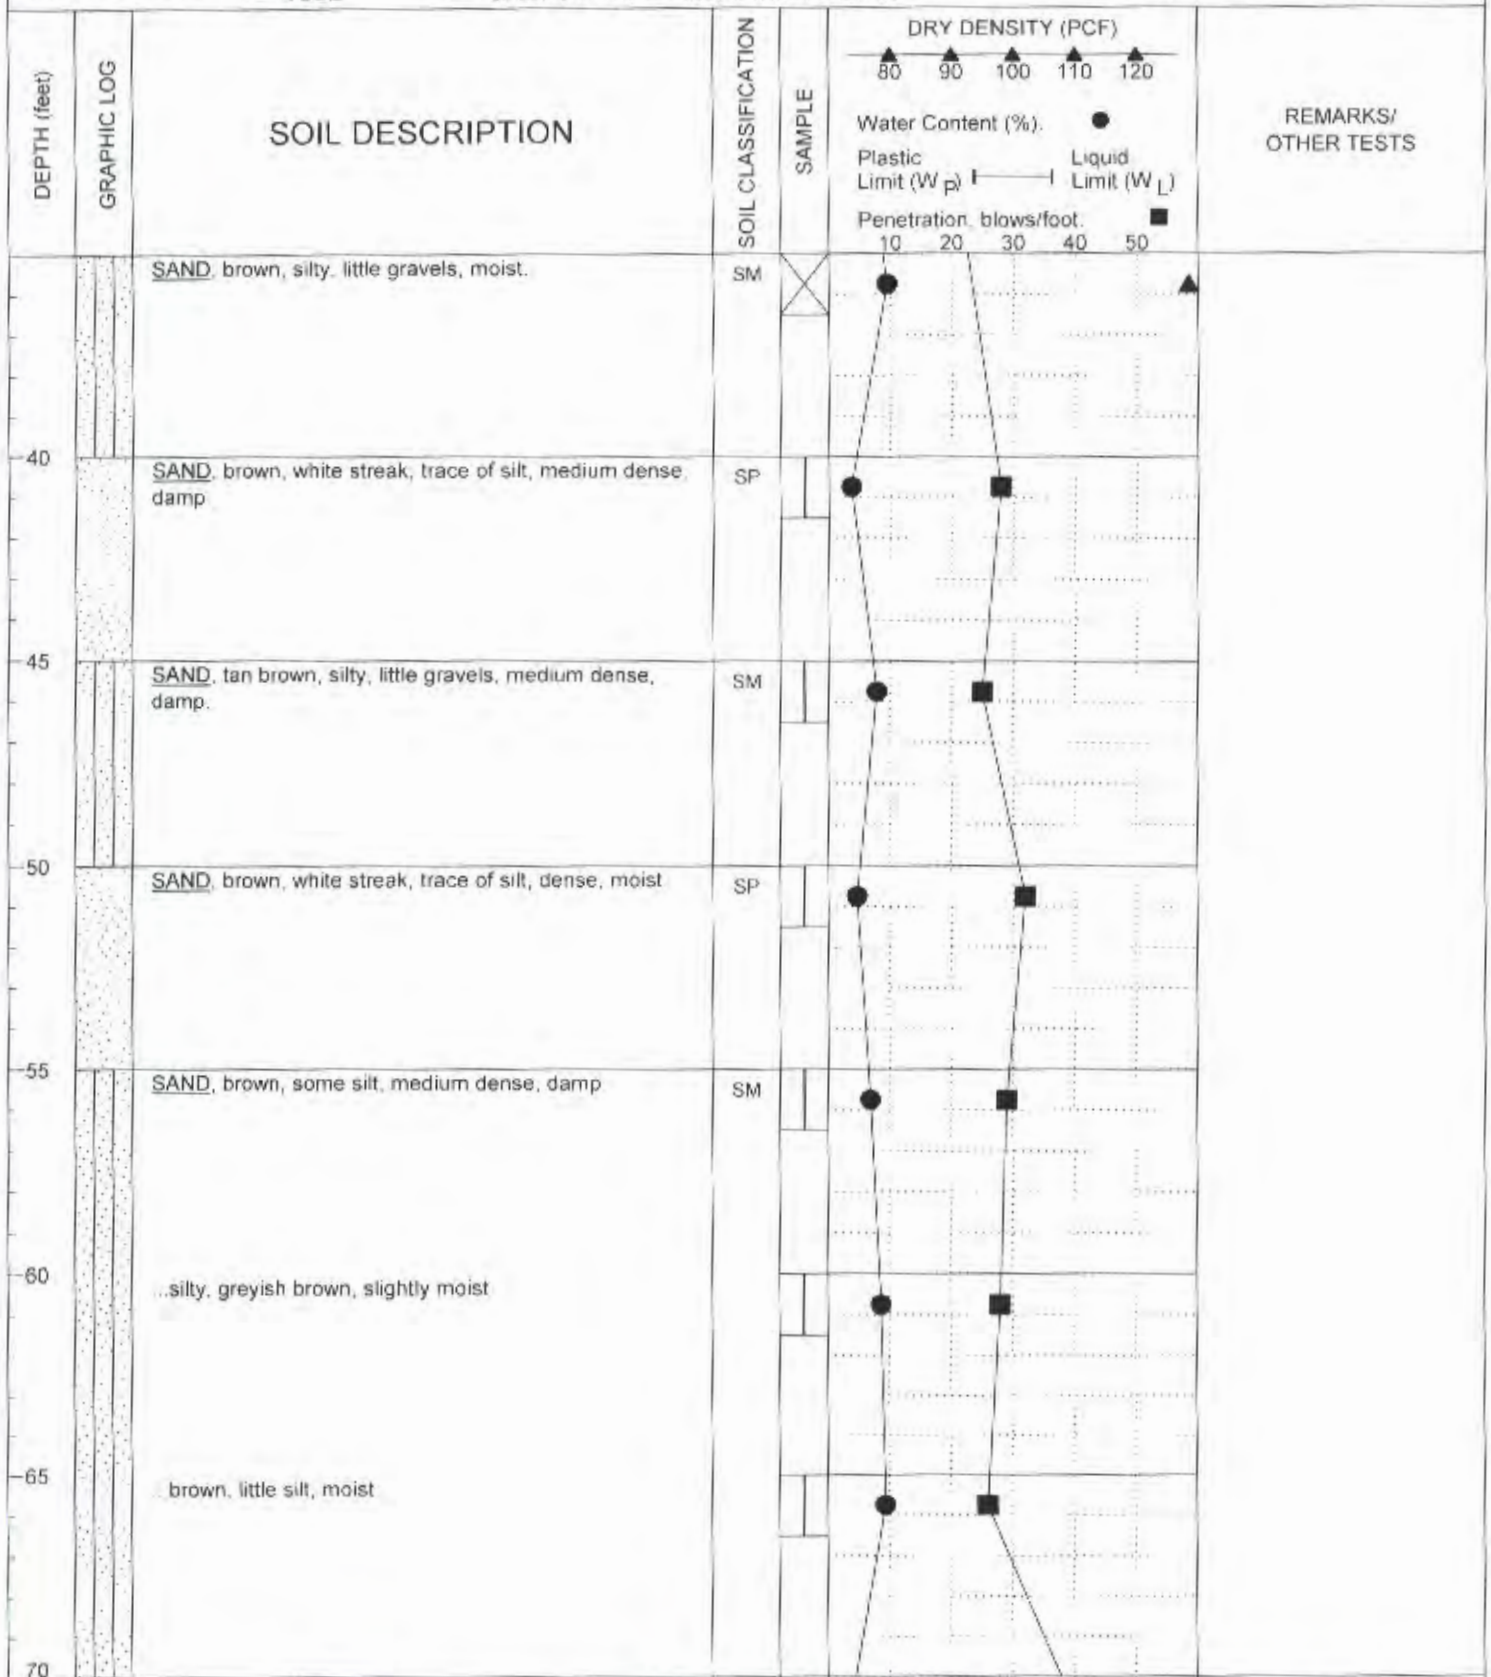 DEPTH (feet)
GRAPHIC LOG
SOIL DESCRIPTION
SOIL CLASSIFICATION
SAMPLE
DRY DENSITY (PCF)
80 90 100 110 120
Water Content (%).
Plastic Liquid
Limit (W P) Limit (W L)
Penetration, blows/foot.
10 20 30 40 50
REMARKS/
OTHER TESTS
SAND, brown, silty, little gravels, moist. SM
40
SAND, brown, white streak, trace of silt, medium dense, SP
damp
45
SAND, tan brown, silty, little gravels, medium dense, SM
damp.
50
SAND, brown, white streak, trace of silt, dense, moist SP
55
SAND, brown, some silt, medium dense, damp SM
60
...silty, greyish brown, slightly moist
65
brown, little silt, moist
70